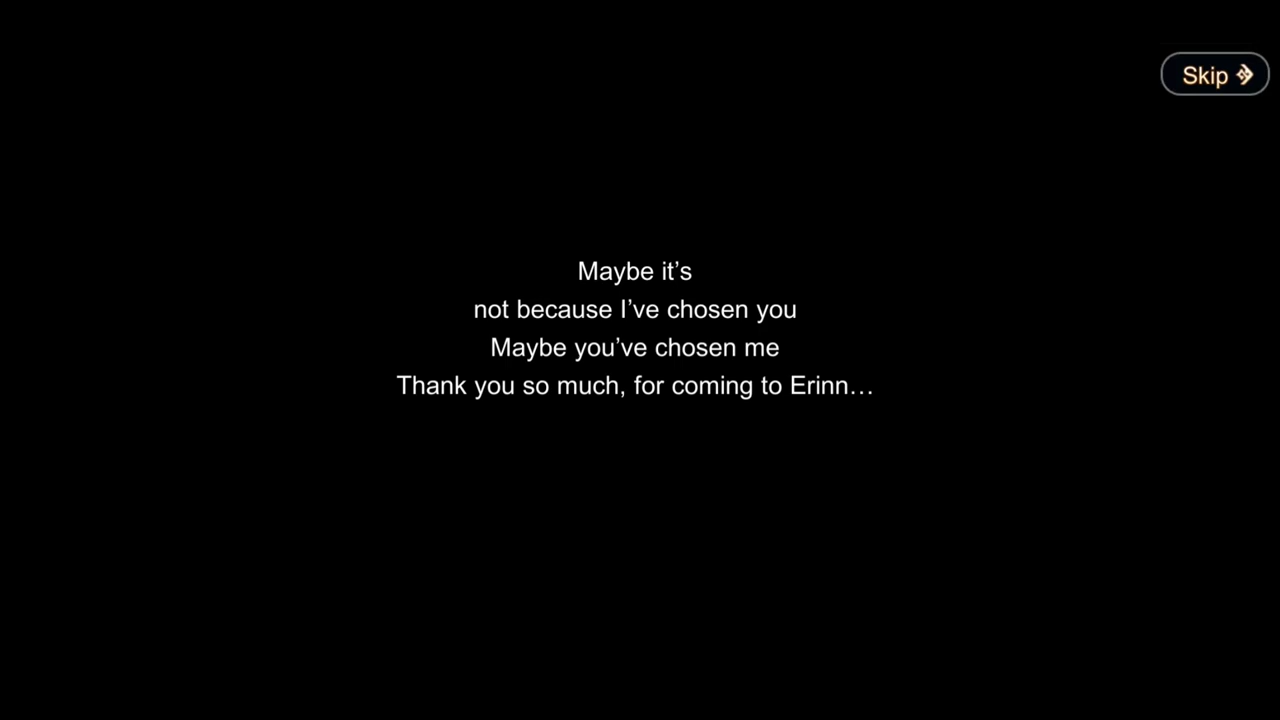 Skip
Maybe it’s
not because I’ve chosen you
Maybe you’ve chosen me
Thank you so much, for coming to Erinn…